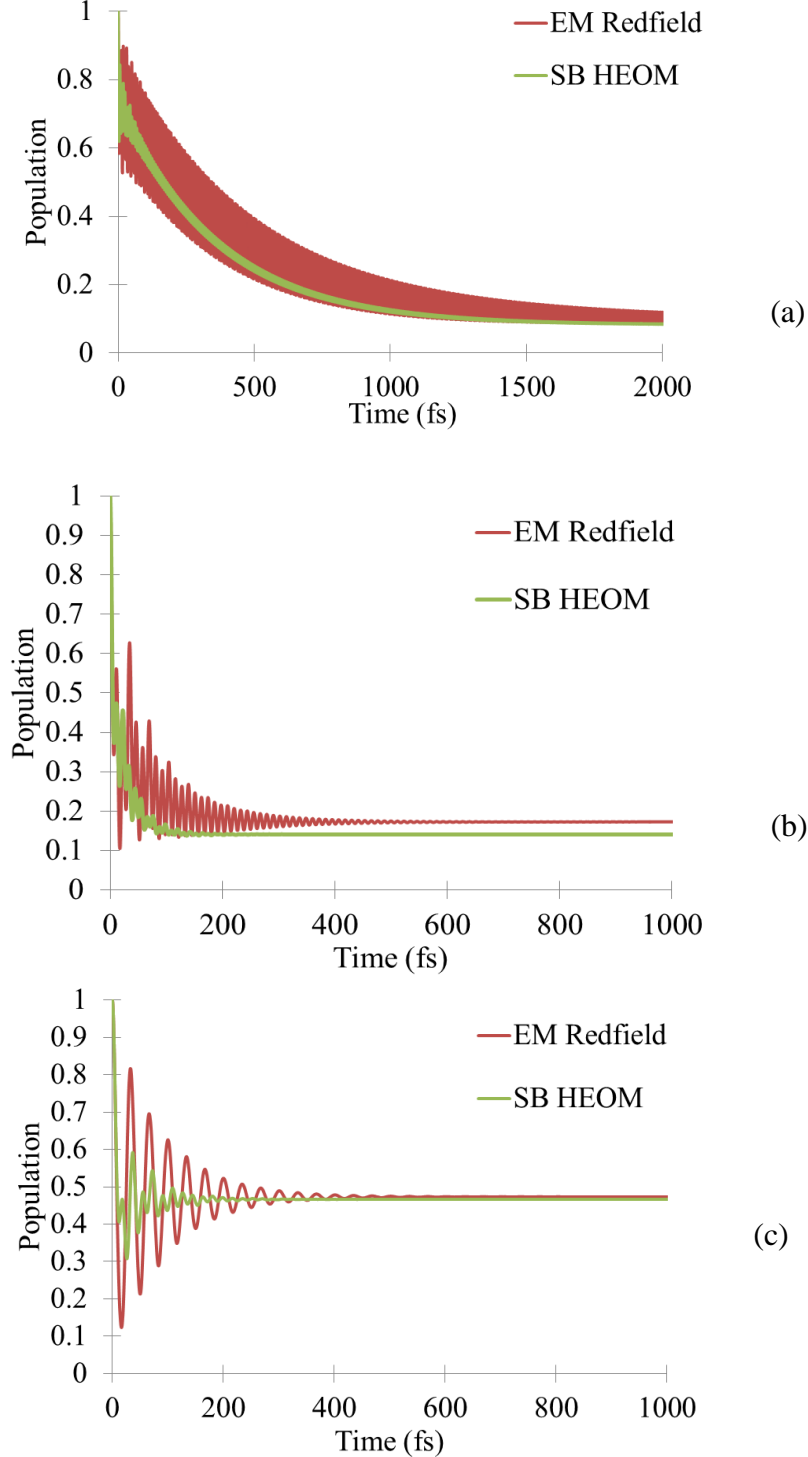 EM Redfield
SB HEOM
1
0.8
0.6
0.4
0.2
0
Population
0 500 1000 1500 2000
Time (fs)
(a)
EM Redfield
SB HEOM
1
0.9
0.8
0.7
0.6
0.5
0.4
0.3
0.2
0.1
0
Population
0 200 400 600 800 1000
Time (fs)
(b)
EM Redfield
SB HEOM
1
0.9
0.8
0.7
0.6
0.5
0.4
0.3
0.2
0.1
0
Population
0 200 400 600 800 1000
Time (fs)
(c)